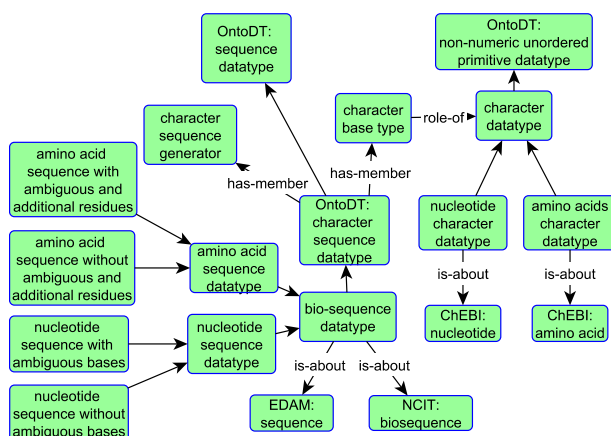 OntoDT:
sequence
datatype
OntoDT:
non-numeric unordered
primitive datatype
character
sequence
generator
character
base type
role-of
character
datatype
amino acid
sequence with
ambiguous and
additional residues
has-member
has-member
OntoDT:
character
sequence
datatype
nucleotide
character
datatype
amino acids
character
datatype
amino acid
sequence without
ambiguous and
additional residues
amino acid
sequence
datatype
is-about
is-about
bio-sequence
datatype
ChEBI:
nucleotide
ChEBI:
amino acid
nucleotide
sequence with
ambiguous bases
nucleotide
sequence
datatype
is-about
is-about
nucleotide
sequence without
ambiguous bases
EDAM:
sequence
NCIT:
biosequence